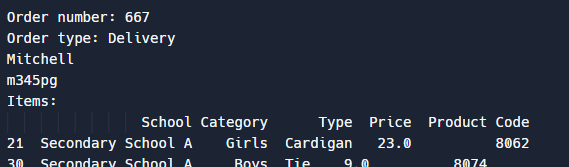 Order number: 667
Order type: Delivery
Mitchell
m345pg
Items:
School Category Type Price Product Code
21 Secondary School A Girls Cardigan 23.0 8062
30 Secondary School A Boys Tie 9.0 8074